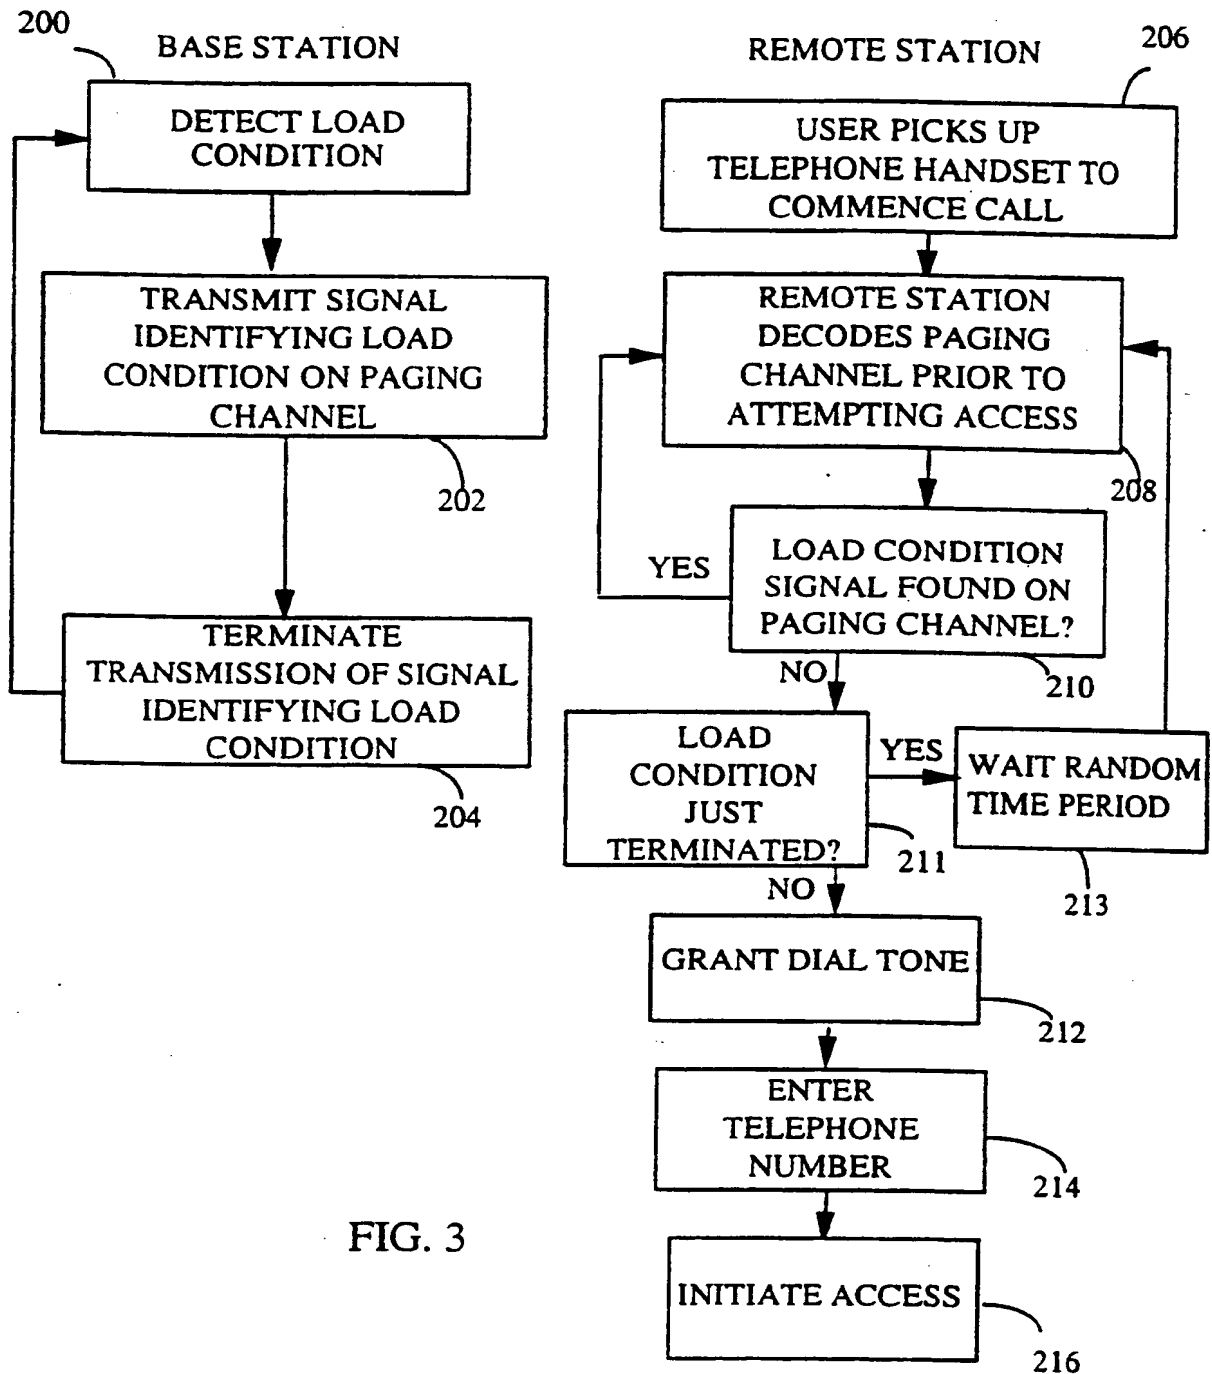 200
BASE STATION
DETECT LOAD
CONDITION
TRANSMIT SIGNAL
IDENTIFYING LOAD
CONDITION ON PAGING
CHANNEL
202
TERMINATE
TRANSMISSION OF SIGNAL
IDENTIFYING LOAD
CONDITION
204
REMOTE STATION
206
USER PICKS UP
TELEPHONE HANDSET TO
COMMENCE CALL
REMOTE STATION
DECODES PAGING
CHANNEL PRIOR TO
ATTEMPTING ACCESS
208
YES
LOAD CONDITION
SIGNAL FOUND ON
PAGING CHANNEL?
NO
210
LOAD
CONDITION
JUST
TERMINATED?
YES
211
WAIT RANDOM
TIME PERIOD
213
NO
GRANT DIAL TONE
212
ENTER
TELEPHONE
NUMBER
214
INITIATE ACCESS
216
FIG. 3